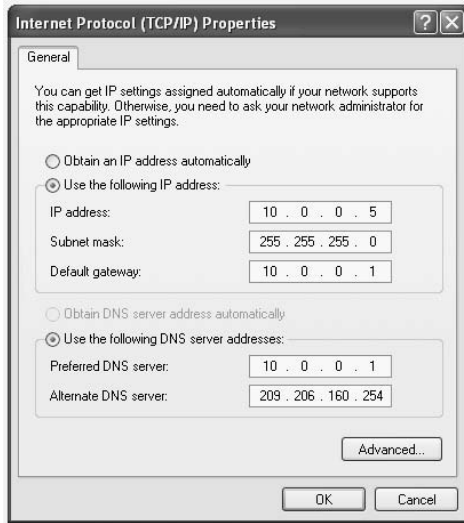 Internet Protocol (TCP/IP) Properties
General
You can get IP settings assigned automatically if your network supports
this capability. Otherwise, you need to ask your network administrator for
the appropriate IP settings.
Obtain an IP address automatically
Use the following IP address:
IP address: 10 . 0 . 0 . 5
Subnet mask: 255 . 255 . 255 . 0
Default gateway: 10 . 0 . 0 . 1
Obtain DNS server address automatically
Use the following DNS server addresses:
Preferred DNS server: 10 . 0 . 0 . 1
Alternate DNS server: 209 . 206 . 160 . 254
Advanced...
OK Cancel